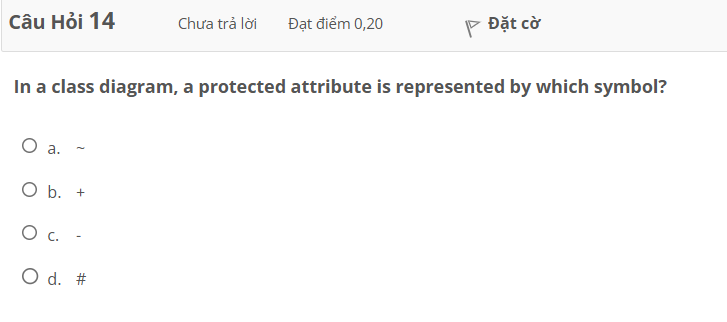 Câu Hỏi 14 Chưa trả lời Đạt điểm 0,20 Đặt cờ
In a class diagram, a protected attribute is represented by which symbol?
a. ~
b. +
c. -
d. #